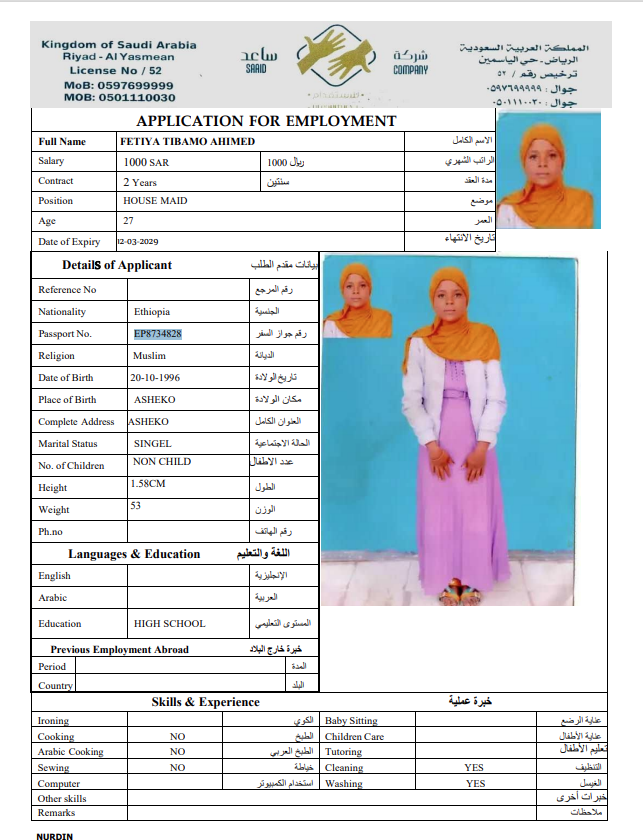 Kingdom of Saudi Arabia
Riyad - Al Yasmean
License No / 52
MoB: 0597699999
MOB: 0501110030
ساعد
SAAID
شركة
COMPANY
المملكة العربية السعودية
الرياض ـ حي الياسمين
ترخيص رقم / ٥٢
جوال : ٠٥٩٧٦٩٩٩٩٩
جوال : ٠٥٠١١١٠٠٣٠
APPLICATION FOR EMPLOYMENT
Full Name FETIYA TIBAMO AHIMED الاسم الكامل
Salary 1000 SAR 1000 ريال الراتب الشهري
Contract 2 Years سنتين مدة العقد
Position HOUSE MAID موضع
Age 27 العمر
Date of Expiry 12-03-2029 تاريخ الانتهاء
Details of Applicant بيانات مقدم الطلب
Reference No رقم المرجع
Nationality Ethiopia الجنسية
Passport No. EP8734828 رقم جواز السفر
Religion Muslim الديانة
Date of Birth 20-10-1996 تاريخ الولادة
Place of Birth ASHEKO مكان الولادة
Complete Address ASHEKO العنوان الكامل
Marital Status SINGEL الحالة الاجتماعية
No. of Children NON CHILD عدد الاطفال
Height 1.58CM الطول
Weight 53 الوزن
Ph.no رقم الهاتف
Languages & Education اللغة والتعليم
English الإنجليزية
Arabic العربية
Education HIGH SCHOOL المستوى التعليمي
Previous Employment Abroad خبرة خارج البلاد
Period المدة
Country البلد
Skills & Experience خبرة عملية
Ironing الكوي Baby Sitting عناية الرضع
Cooking NO الطبخ Children Care عناية الأطفال
Arabic Cooking NO الطبخ العربي Tutoring تعليم الأطفال
Sewing NO خياطة Cleaning YES التنظيف
Computer استخدام الكمبيوتر Washing YES الغسيل
Other skills خبرات أخرى
Remarks ملاحظات
NURDIN